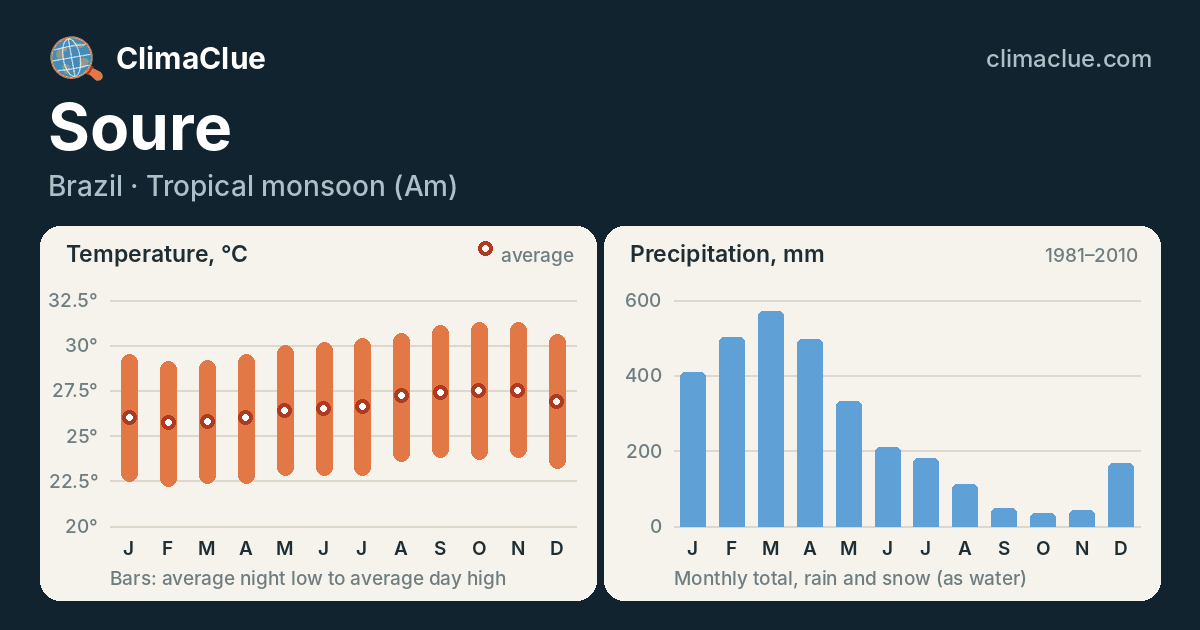 ClimaClue
climaclue.com
Soure
Brazil · Tropical monsoon (Am)
Temperature, °C
average
32.5°
30°
27.5°
25°
22.5°
20°
J F M A M J J A S O N D
Bars: average night low to average day high
Precipitation, mm
1981–2010
600
400
200
0
J F M A M J J A S O N D
Monthly total, rain and snow (as water)